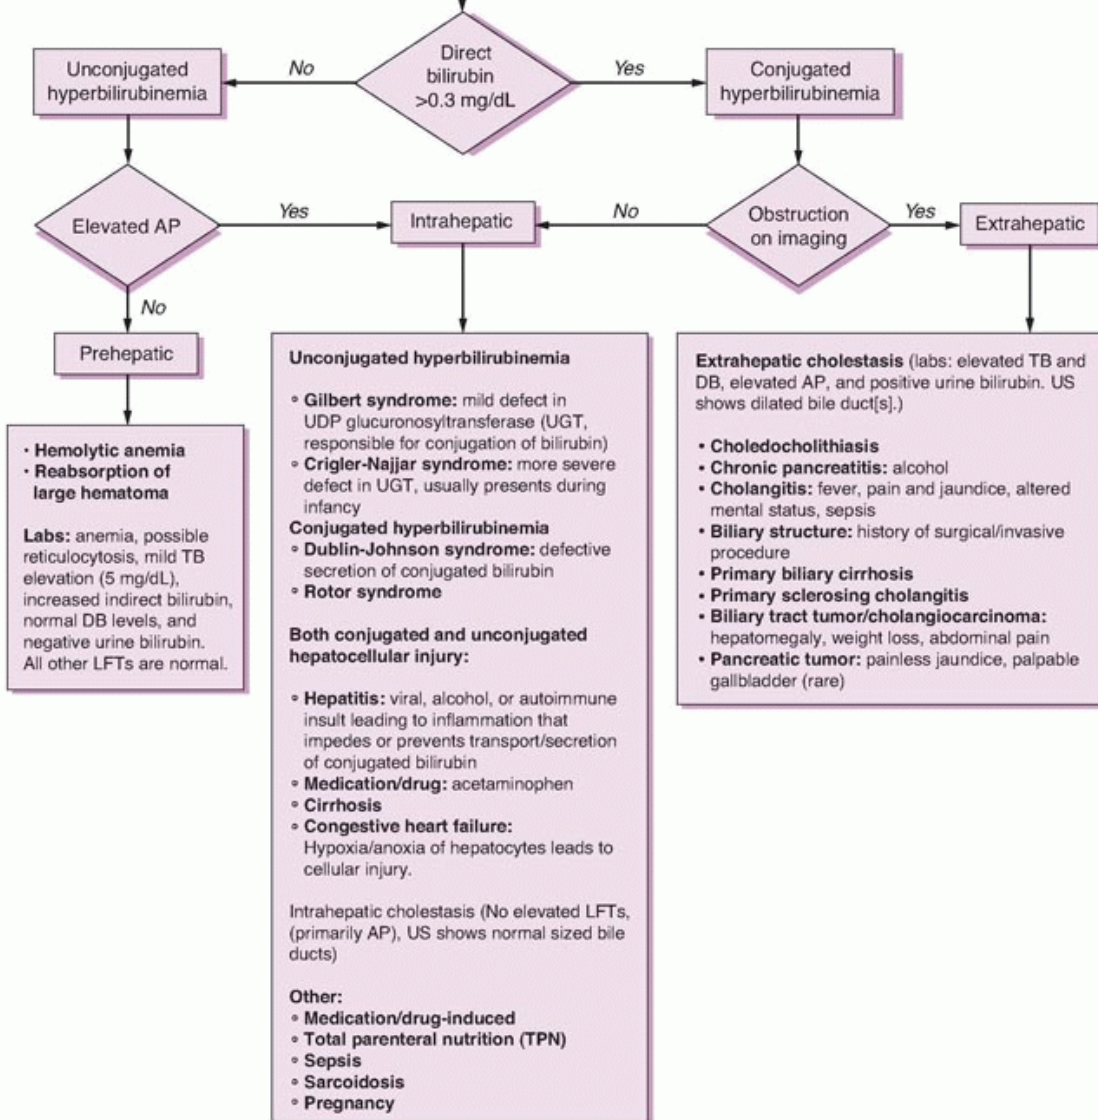 Direct
bilirubin
>0.3 mg/dL
No
Yes
Unconjugated
hyperbilirubinemia
Conjugated
hyperbilirubinemia
Elevated AP
Yes
Intrahepatic
No
Obstruction
on imaging
Yes
Extrahepatic
No
Prehepatic
• Hemolytic anemia
• Reabsorption of
large hematoma
Labs: anemia, possible
reticulocytosis, mild TB
elevation (5 mg/dL),
increased indirect bilirubin,
normal DB levels, and
negative urine bilirubin.
All other LFTs are normal.
Unconjugated hyperbilirubinemia
° Gilbert syndrome: mild defect in
UDP glucuronosyltransferase (UGT,
responsible for conjugation of bilirubin)
° Crigler-Najjar syndrome: more severe
defect in UGT, usually presents during
infancy
Conjugated hyperbilirubinemia
° Dublin-Johnson syndrome: defective
secretion of conjugated bilirubin
° Rotor syndrome
Both conjugated and unconjugated
hepatocellular injury:
° Hepatitis: viral, alcohol, or autoimmune
insult leading to inflammation that
impedes or prevents transport/secretion
of conjugated bilirubin
° Medication/drug: acetaminophen
° Cirrhosis
° Congestive heart failure:
Hypoxia/anoxia of hepatocytes leads to
cellular injury.
Intrahepatic cholestasis (No elevated LFTs,
(primarily AP), US shows normal sized bile
ducts)
Other:
° Medication/drug-induced
° Total parenteral nutrition (TPN)
° Sepsis
° Sarcoidosis
° Pregnancy
Extrahepatic cholestasis (labs: elevated TB and
DB, elevated AP, and positive urine bilirubin. US
shows dilated bile duct[s].)
• Choledocholithiasis
• Chronic pancreatitis: alcohol
• Cholangitis: fever, pain and jaundice, altered
mental status, sepsis
• Biliary structure: history of surgical/invasive
procedure
• Primary biliary cirrhosis
• Primary sclerosing cholangitis
• Biliary tract tumor/cholangiocarcinoma:
hepatomegaly, weight loss, abdominal pain
• Pancreatic tumor: painless jaundice, palpable
gallbladder (rare)